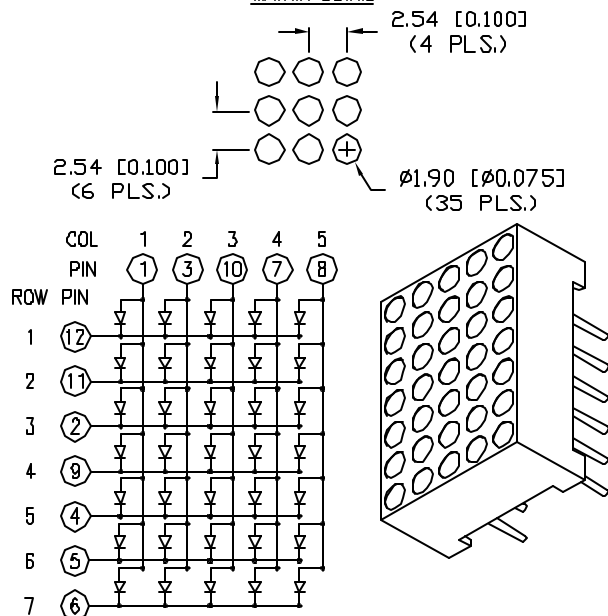 2.54 [0.100]
(4 PLS.)
2.54 [0.100]
(6 PLS.)
Ø1.90 [Ø0.075]
(35 PLS.)
COL 1 2 3 4 5
PIN 1 3 10 7 8
ROW PIN
1 12
2 11
3 2
4 9
5 4
6 5
7 6